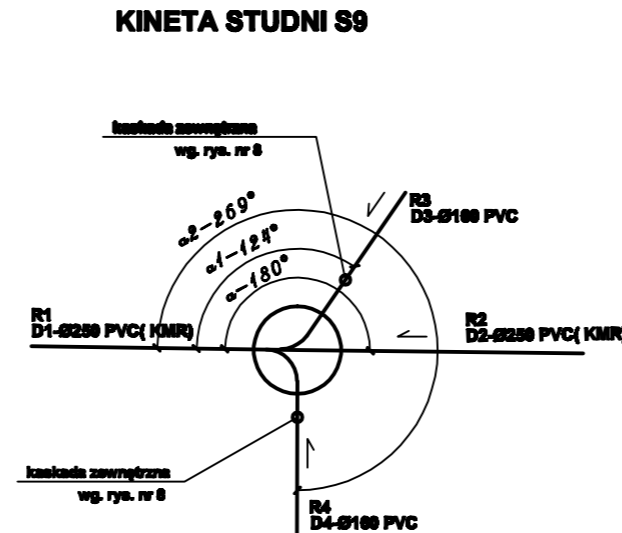 KINETA STUDNI S9
kaskada zewnętrzna
wg. rys. nr 8
R3
D3-Ø160 PVC
α2-269°
α1-124°
α-180°
R1
D1-Ø250 PVC( KMR)
R2
D2-Ø250 PVC( KMR)
kaskada zewnętrzna
wg. rys. nr 8
R4
D4-Ø160 PVC